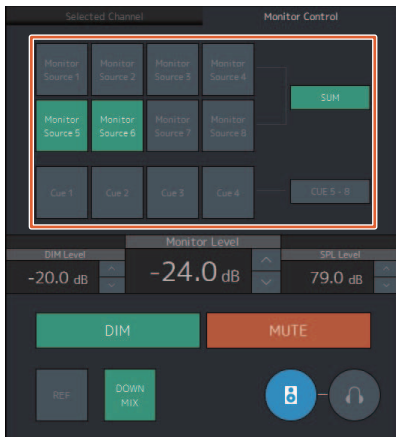 Selected Channel
Monitor Control
Monitor Source 1
Monitor Source 2
Monitor Source 3
Monitor Source 4
SUM
Monitor Source 5
Monitor Source 6
Monitor Source 7
Monitor Source 8
Cue 1
Cue 2
Cue 3
Cue 4
CUE 5 - 8
Monitor Level
DIM Level
SPL Level
-20.0 dB
-24.0 dB
79.0 dB
DIM
MUTE
REF
DOWN
MIX